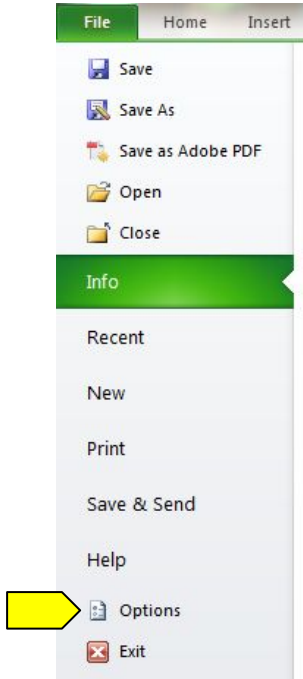 File Home Insert
Save
Save As
Save as Adobe PDF
Open
Close
Info
Recent
New
Print
Save & Send
Help
Options
Exit